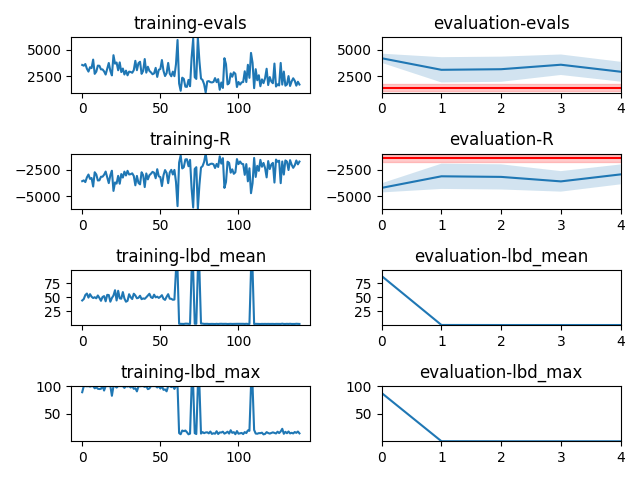 training-evals
evaluation-evals
5000
2500
0 50 100
5000
2500
0 1 2 3 4
training-R
evaluation-R
−2500
−5000
0 50 100
−2500
−5000
0 1 2 3 4
training-lbd_mean
evaluation-lbd_mean
75
50
25
0 50 100
75
50
25
0 1 2 3 4
training-lbd_max
evaluation-lbd_max
100
50
0 50 100
100
50
0 1 2 3 4